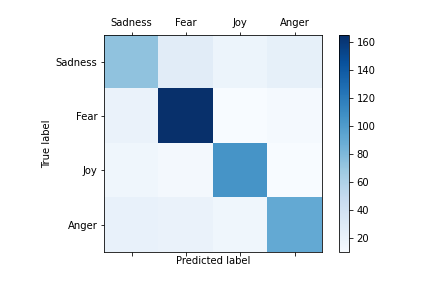 Sadness Fear Joy Anger
Sadness
Fear
Joy
Anger
True label
Predicted label
160
140
120
100
80
60
40
20